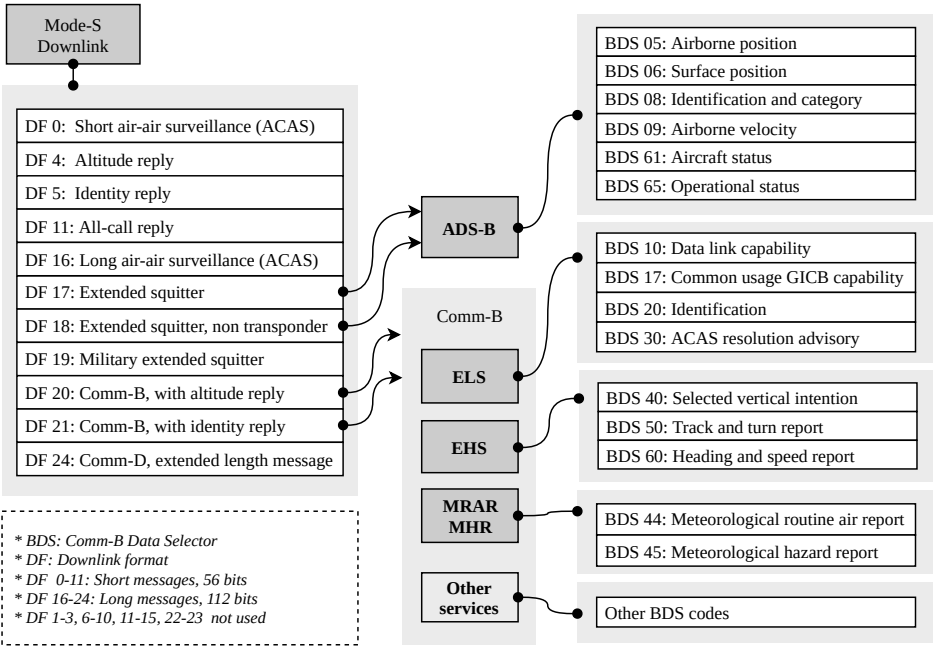 Mode-S
Downlink
DF 0:  Short air-air surveillance (ACAS)
DF 4:  Altitude reply
DF 5:  Identity reply
DF 11: All-call reply
DF 16: Long air-air surveillance (ACAS)
DF 17: Extended squitter
DF 18: Extended squitter, non transponder
DF 19: Military extended squitter
DF 20: Comm-B, with altitude reply
DF 21: Comm-B, with identity reply
DF 24: Comm-D, extended length message
* BDS: Comm-B Data Selector
* DF: Downlink format
* DF  0-11: Short messages, 56 bits
* DF 16-24: Long messages, 112 bits
* DF 1-3, 6-10, 11-15, 22-23  not used
ADS-B
Comm-B
ELS
EHS
MRAR
MHR
Other
services
BDS 05: Airborne position
BDS 06: Surface position
BDS 08: Identification and category
BDS 09: Airborne velocity
BDS 61: Aircraft status
BDS 65: Operational status
BDS 10: Data link capability
BDS 17: Common usage GICB capability
BDS 20: Identification
BDS 30: ACAS resolution advisory
BDS 40: Selected vertical intention
BDS 50: Track and turn report
BDS 60: Heading and speed report
BDS 44: Meteorological routine air report
BDS 45: Meteorological hazard report
Other BDS codes